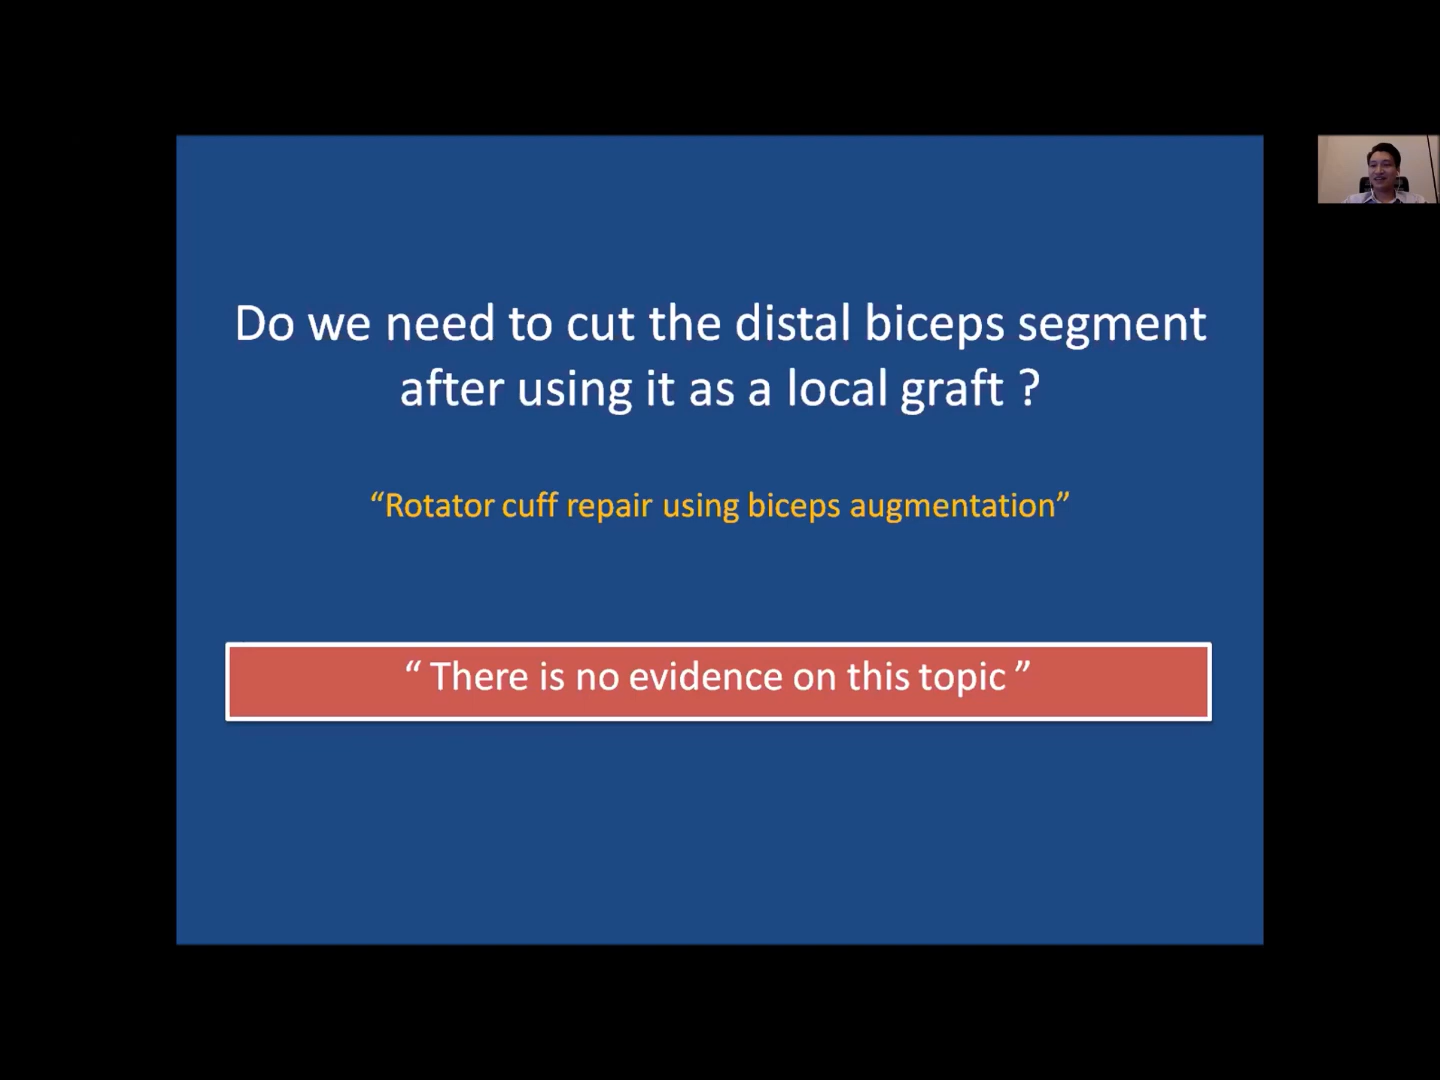 Do we need to cut the distal biceps segment
after using it as a local graft ?
“Rotator cuff repair using biceps augmentation”
“ There is no evidence on this topic ”